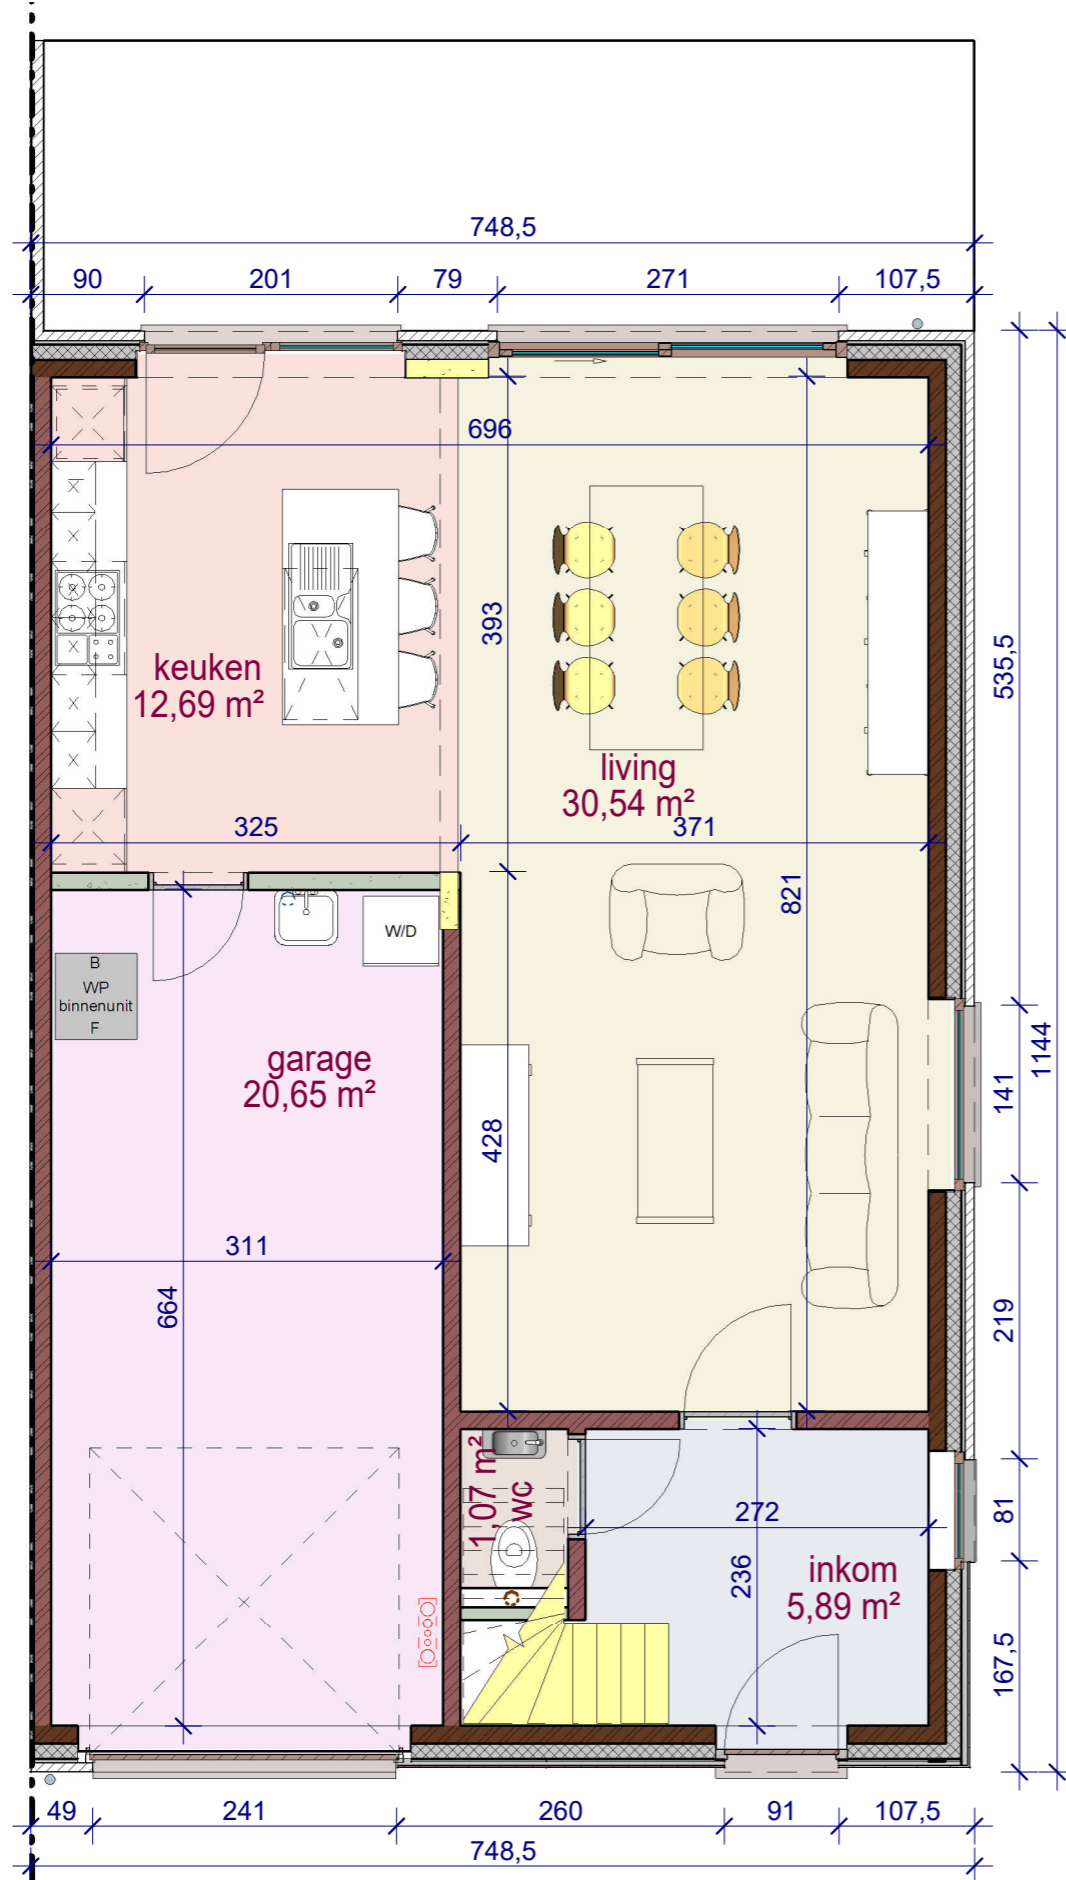 748,5
90 201 79 271 107,5
696
393
535,5
keuken
12,69 m²
living
30,54 m²
325 371
821
W/D
B
WP
binnenunit
F
garage
20,65 m²
1144
141
428
311
664
219
1,07 m²
wc
272
81
236
inkom
5,89 m²
167,5
49 241 260 91 107,5
748,5